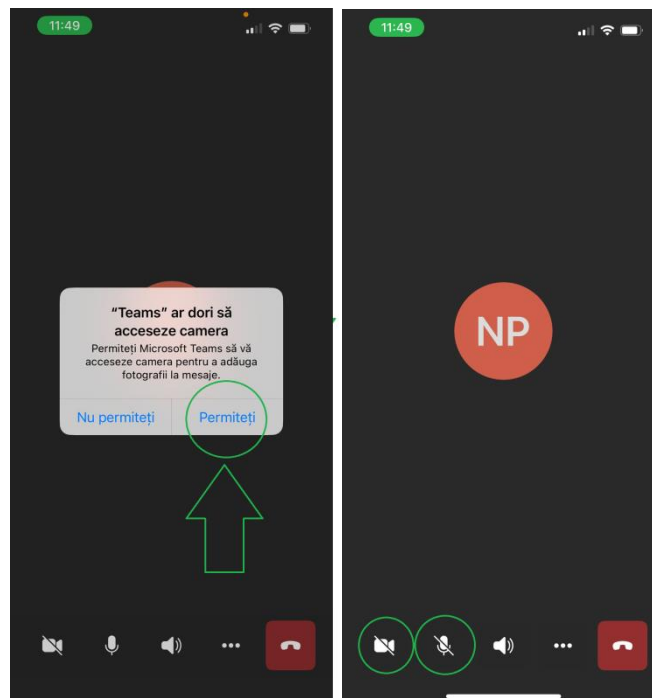 11:49
"Teams" ar dori să
acceseze camera
Permiteți Microsoft Teams să vă
acceseze camera pentru a adăuga
fotografii la mesaje.
Nu permiteți
Permiteți
11:49
NP